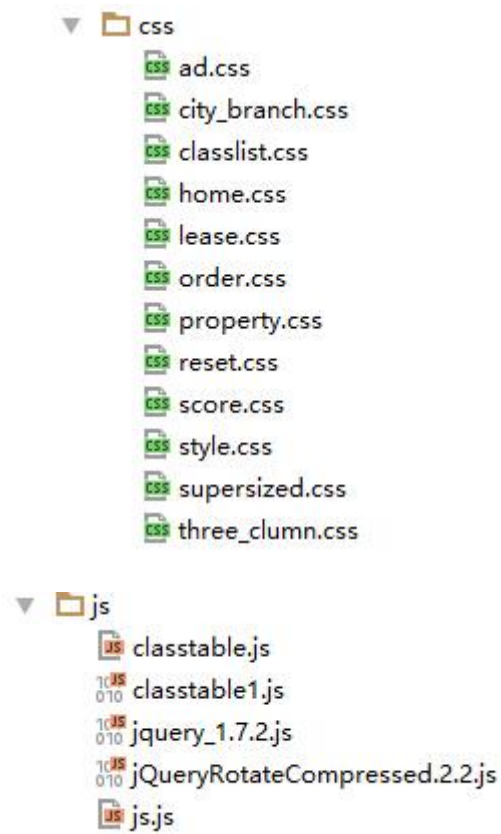 css
ad.css
city_branch.css
classlist.css
home.css
lease.css
order.css
property.css
reset.css
score.css
style.css
supersized.css
three_clumn.css
js
classtable.js
classtable1.js
jquery_1.7.2.js
jQueryRotateCompressed.2.2.js
js.js